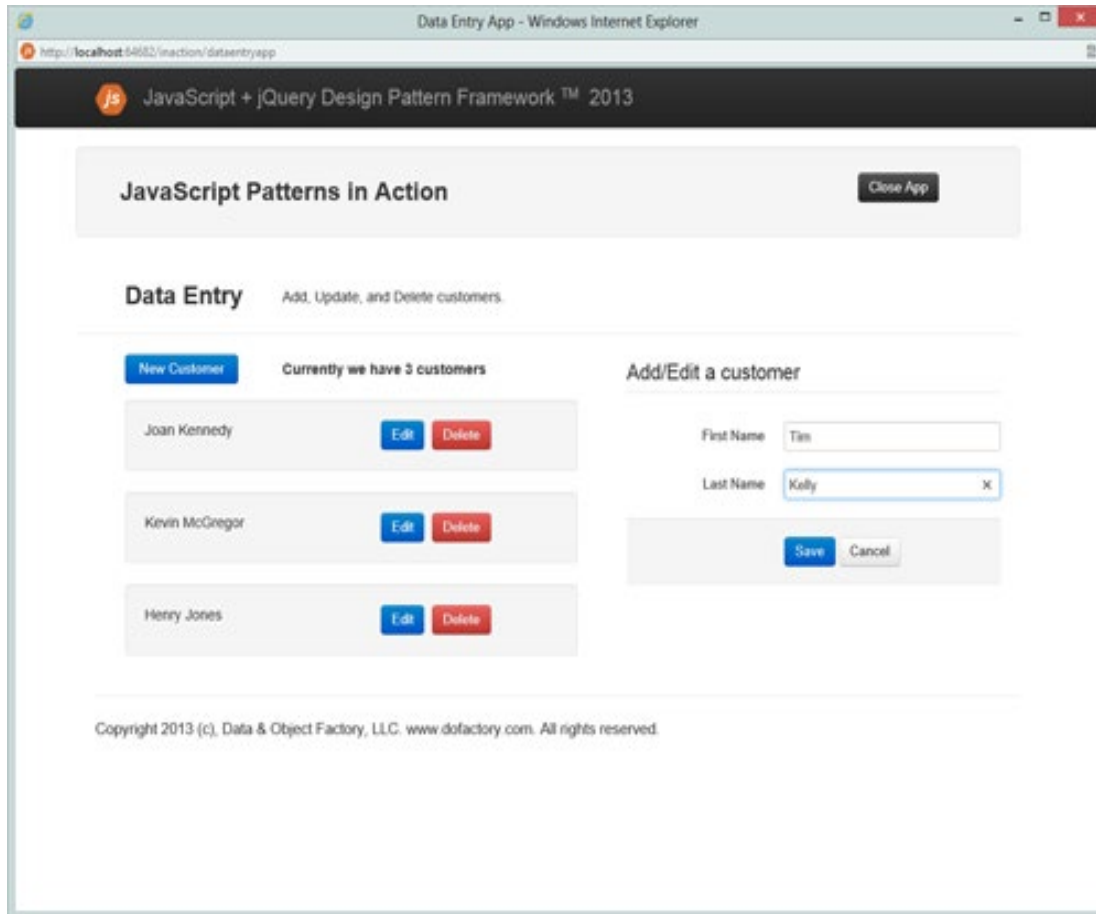 Data Entry App - Windows Internet Explorer
http://localhost:64682/inaction/dataentryapp
js JavaScript + jQuery Design Pattern Framework ™ 2013
JavaScript Patterns in Action
Close App
Data Entry
Add, Update, and Delete customers.
New Customer
Currently we have 3 customers
Joan Kennedy
Edit
Delete
Kevin McGregor
Edit
Delete
Henry Jones
Edit
Delete
Add/Edit a customer
First Name
Tim
Last Name
Kelly
Save
Cancel
Copyright 2013 (c), Data & Object Factory, LLC. www.dofactory.com. All rights reserved.